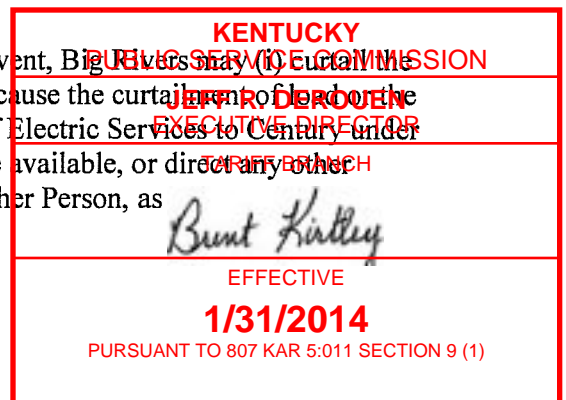 KENTUCKY
vent, Big Rivers may (i) curtail the
PUBLIC SERVICE COMMISSION
cause the curtailment of load or the
JEFF R. DEROUEN
f Electric Services to Century under
EXECUTIVE DIRECTOR
e available, or direct any other
TARIFF BRANCH
her Person, as
Brent Kirtley
EFFECTIVE
1/31/2014
PURSUANT TO 807 KAR 5:011 SECTION 9 (1)